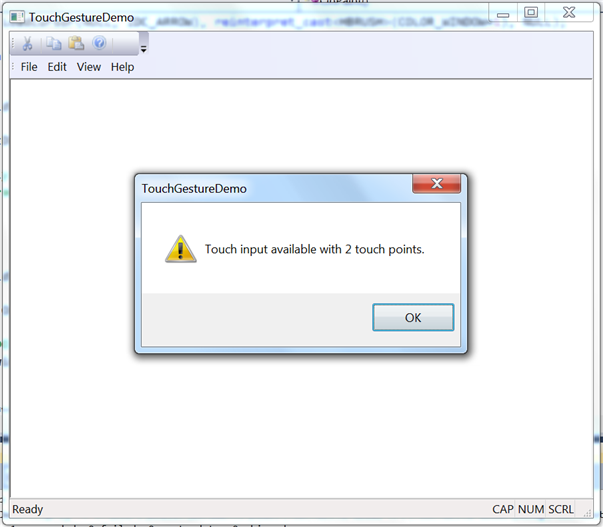 TouchGestureDemo
File Edit View Help
TouchGestureDemo
Touch input available with 2 touch points.
OK
Ready
CAP NUM SCRL